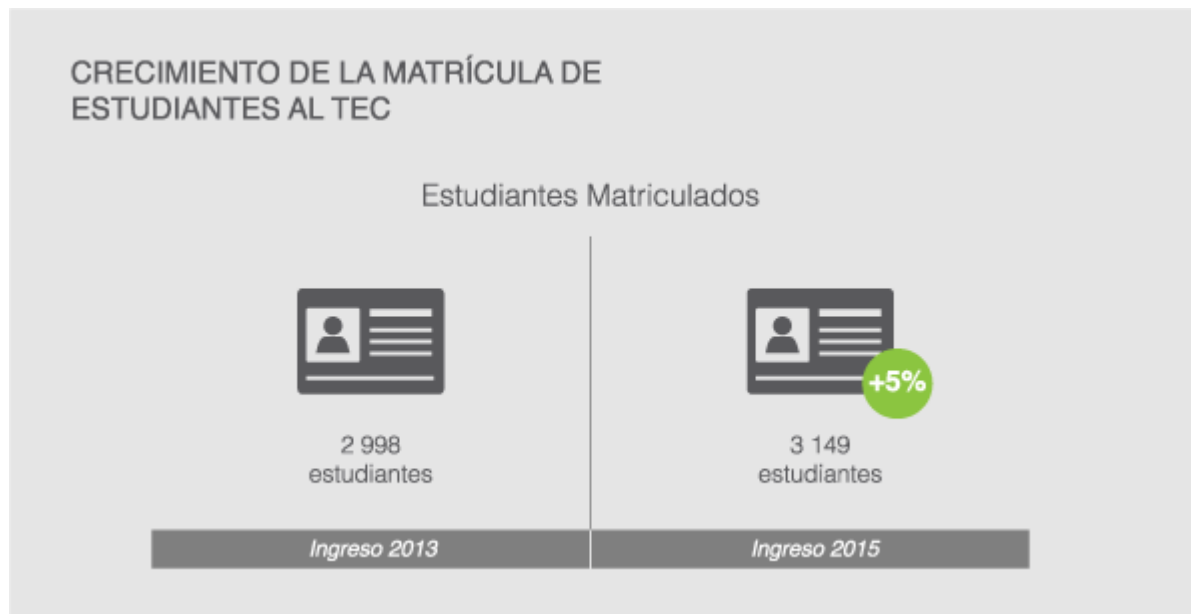 CRECIMIENTO DE LA MATRÍCULA DE
ESTUDIANTES AL TEC
Estudiantes Matriculados
+5%
2 998
estudiantes
3 149
estudiantes
Ingreso 2013
Ingreso 2015